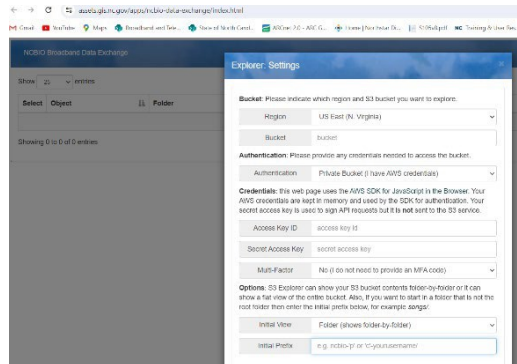 assets.gis.nc.gov/apps/ncbio-data-exchange/index.html
Gmail YouTube Maps Broadband and Tele... State of North Carol... ARCnr 2.0 - ARC G... Home | Northstar Di... S195v8.pdf Training & User Res...
NCBIO Broadband Data Exchange
Show 25 entries
Select Object Folder
Showing 0 to 0 of 0 entries
Explorer: Settings
Bucket: Please indicate which region and S3 bucket you want to explore.
Region US East (N. Virginia)
Bucket bucket
Authentication: Please provide any credentials needed to access the bucket.
Authentication Private Bucket (I have AWS credentials)
Credentials: this web page uses the AWS SDK for JavaScript in the Browser. Your
AWS credentials are kept in memory and used by the SDK for authentication. Your
secret access key is used to sign API requests but it is not sent to the S3 service.
Access Key ID access key id
Secret Access Key secret access key
Multi-Factor No (I do not need to provide an MFA code)
Options: S3 Explorer can show your S3 bucket contents folder-by-folder or it can
show a flat view of the entire bucket. Also, if you want to start in a folder that is not the
root folder then enter the initial prefix below, for example songs/.
Initial View Folder (shows folder-by-folder)
Initial Prefix e.g. ncbio-'p' or 'c'-yourusername/